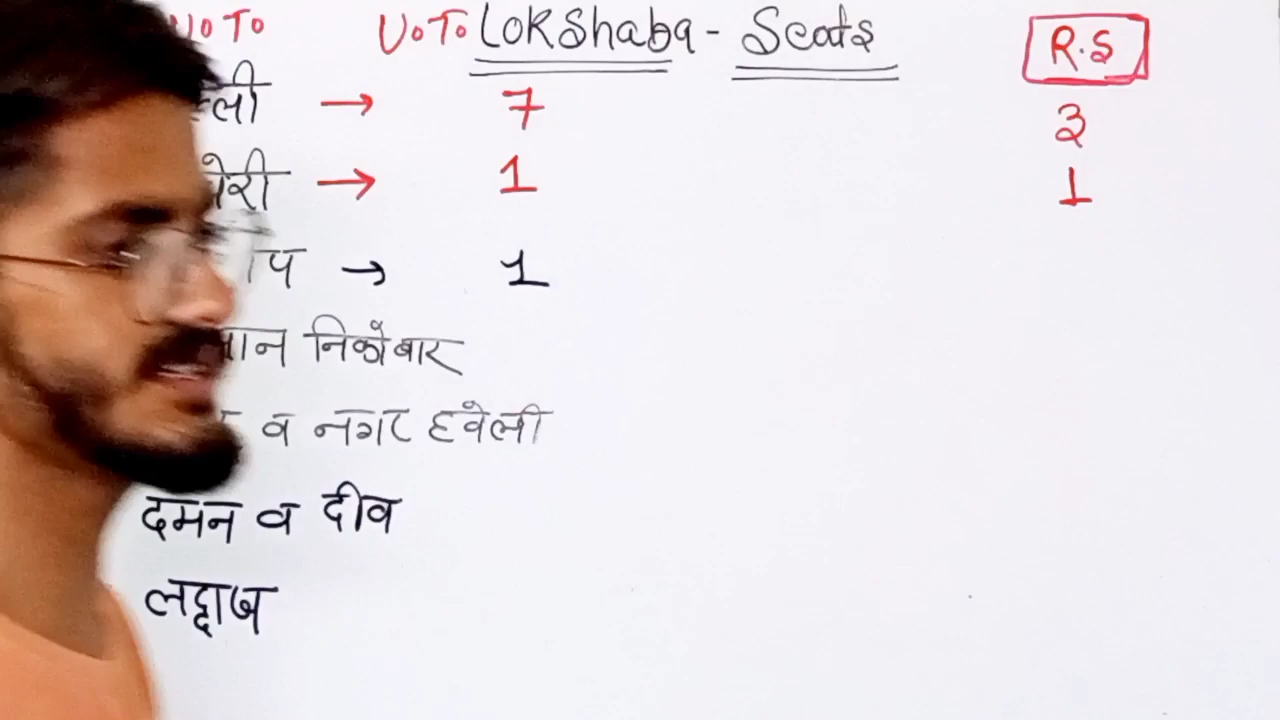 UOTO UOTO LOKShaba - Seats R.S
→ 7 3
→ 1 1
→ 1
निकोबार
व नगर हवेली
दमन व दीव
लद्दाख